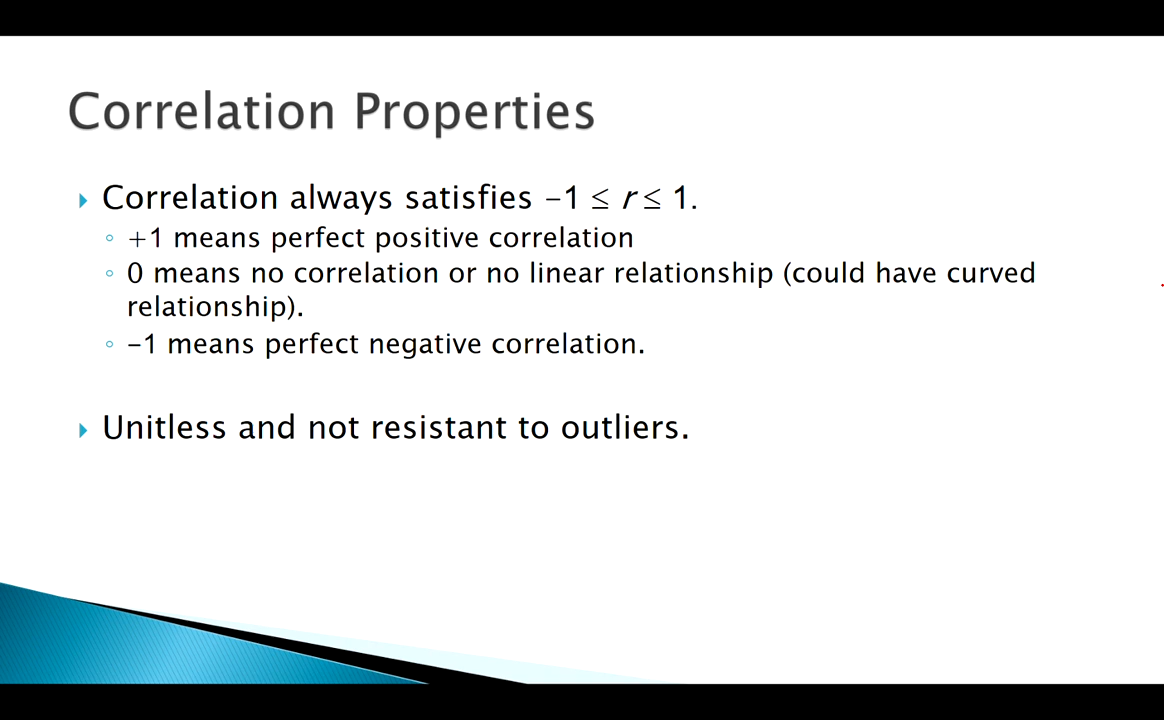 Correlation Properties
Correlation always satisfies -1 ≤ r ≤ 1.
+1 means perfect positive correlation
0 means no correlation or no linear relationship (could have curved
relationship).
-1 means perfect negative correlation.
Unitless and not resistant to outliers.